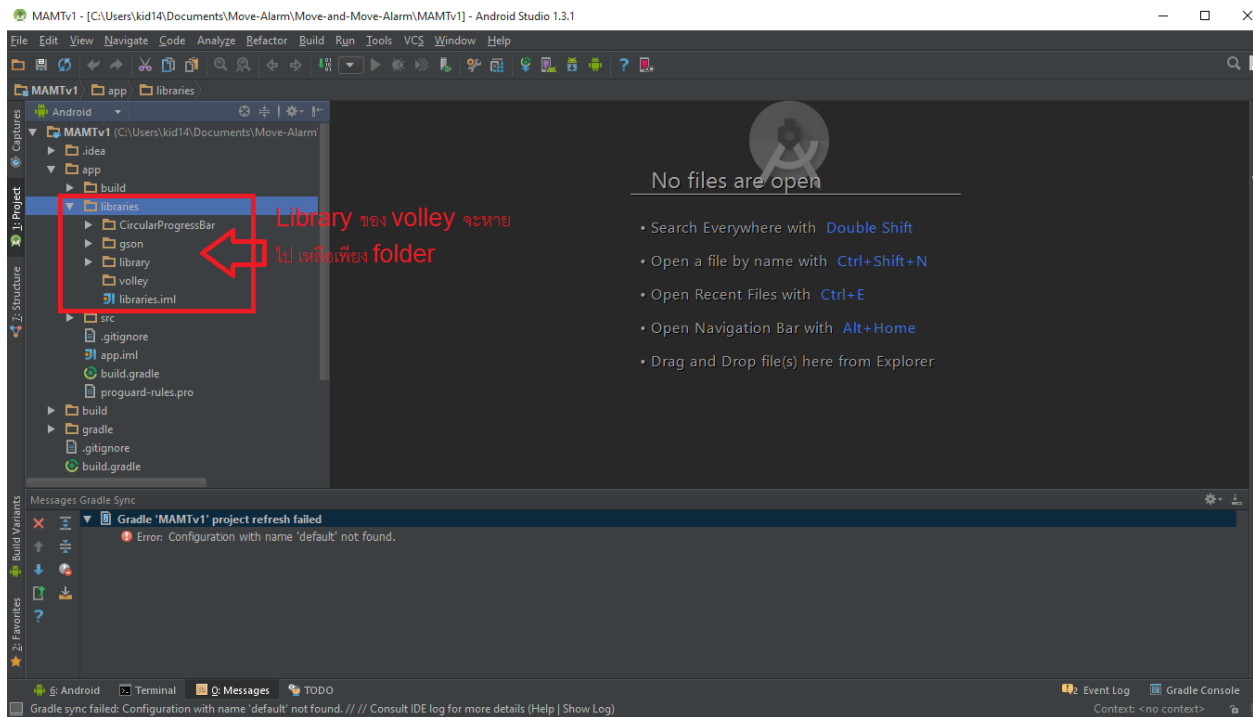 MAMTv1 - [C:\Users\kid14\Documents\Move-Alarm\Move-and-Move-Alarm\MAMTv1] - Android Studio 1.3.1
File Edit View Navigate Code Analyze Refactor Build Run Tools VCS Window Help
MAMTv1 app libraries
Android
MAMTv1 (C:\Users\kid14\Documents\Move-Alarm\
.idea
app
build
libraries
CircularProgressBar
gson
library
volley
libraries.iml
src
.gitignore
app.iml
build.gradle
proguard-rules.pro
build
gradle
.gitignore
build.gradle
Library ของ volley จะหาย
ไป เหลือเพียง folder
No files are open
• Search Everywhere with Double Shift
• Open a file by name with Ctrl+Shift+N
• Open Recent Files with Ctrl+E
• Open Navigation Bar with Alt+Home
• Drag and Drop file(s) here from Explorer
Captures
1: Project
7: Structure
Build Variants
2: Favorites
Messages Gradle Sync
Gradle 'MAMTv1' project refresh failed
Error: Configuration with name 'default' not found.
6: Android Terminal 0: Messages TODO
2 Event Log Gradle Console
Gradle sync failed: Configuration with name 'default' not found. // // Consult IDE log for more details (Help | Show Log)
Context: <no context>